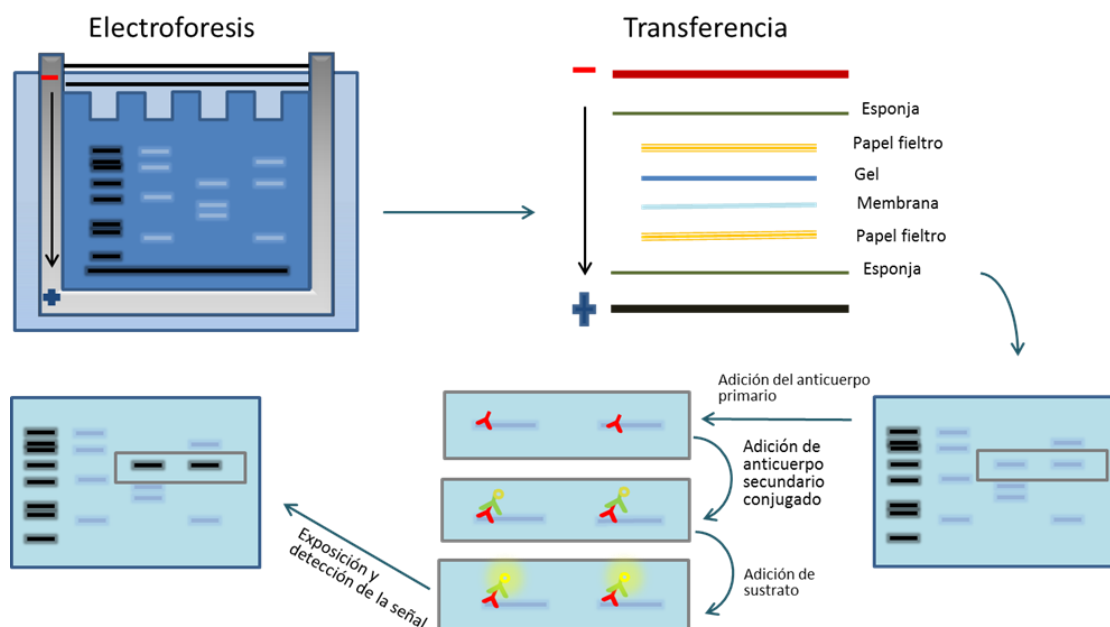 Electroforesis
Transferencia
Esponja
Papel fieltro
Gel
Membrana
Papel fieltro
Esponja
Adición del anticuerpo
primario
Adición de
anticuerpo
secundario
conjugado
Adición de
sustrato
Exposición y
detección de la señal